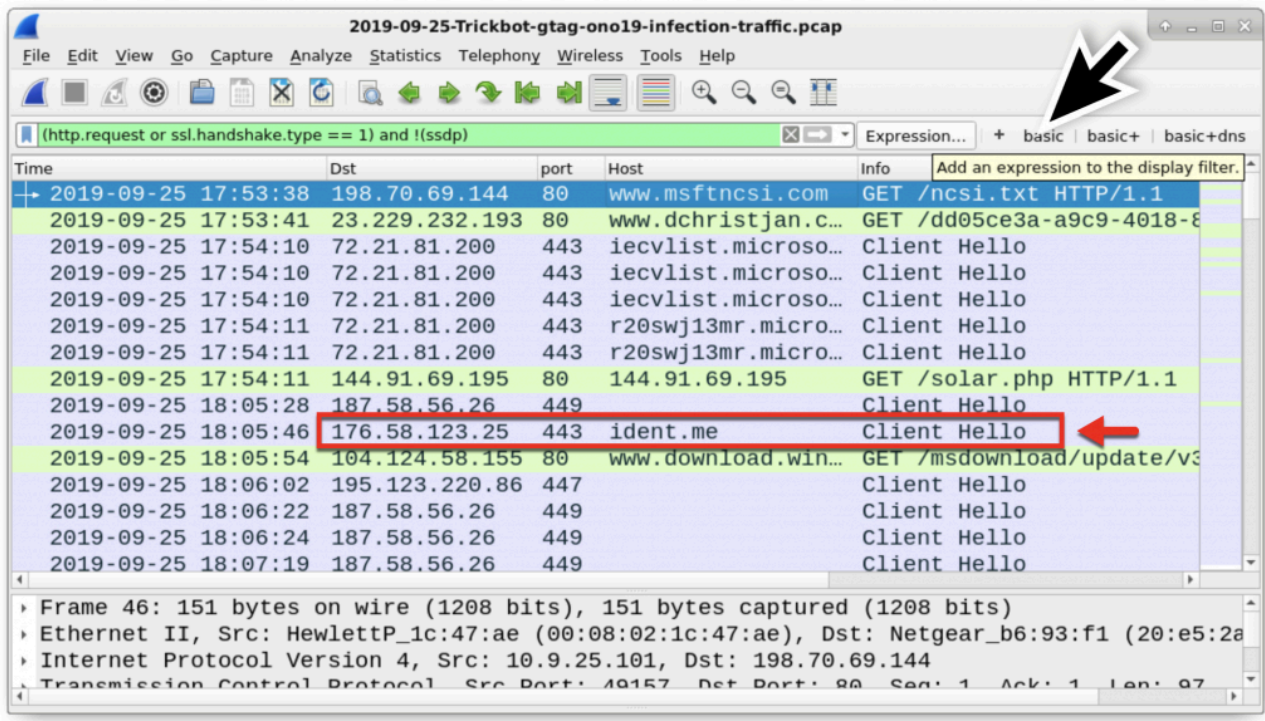 2019-09-25-Trickbot-gtag-ono19-infection-traffic.pcap
File Edit View Go Capture Analyze Statistics Telephony Wireless Tools Help
(http.request or ssl.handshake.type == 1) and !(ssdp) Expression... + basic basic+ basic+dns
Time Dst port Host Info
Add an expression to the display filter.
2019-09-25 17:53:38 198.70.69.144 80 www.msftncsi.com GET /ncsi.txt HTTP/1.1
2019-09-25 17:53:41 23.229.232.193 80 www.dchristjan.c… GET /dd05ce3a-a9c9-4018-8
2019-09-25 17:54:10 72.21.81.200 443 iecvlist.microso… Client Hello
2019-09-25 17:54:10 72.21.81.200 443 iecvlist.microso… Client Hello
2019-09-25 17:54:10 72.21.81.200 443 iecvlist.microso… Client Hello
2019-09-25 17:54:11 72.21.81.200 443 r20swj13mr.micro… Client Hello
2019-09-25 17:54:11 72.21.81.200 443 r20swj13mr.micro… Client Hello
2019-09-25 17:54:11 144.91.69.195 80 144.91.69.195 GET /solar.php HTTP/1.1
2019-09-25 18:05:28 187.58.56.26 449 Client Hello
2019-09-25 18:05:46 176.58.123.25 443 ident.me Client Hello
2019-09-25 18:05:54 104.124.58.155 80 www.download.win… GET /msdownload/update/v3
2019-09-25 18:06:02 195.123.220.86 447 Client Hello
2019-09-25 18:06:22 187.58.56.26 449 Client Hello
2019-09-25 18:06:24 187.58.56.26 449 Client Hello
2019-09-25 18:07:19 187.58.56.26 449 Client Hello
Frame 46: 151 bytes on wire (1208 bits), 151 bytes captured (1208 bits)
Ethernet II, Src: HewlettP_1c:47:ae (00:08:02:1c:47:ae), Dst: Netgear_b6:93:f1 (20:e5:2a
Internet Protocol Version 4, Src: 10.9.25.101, Dst: 198.70.69.144
Transmission Control Protocol, Src Port: 49157, Dst Port: 80, Seq: 1, Ack: 1, Len: 97